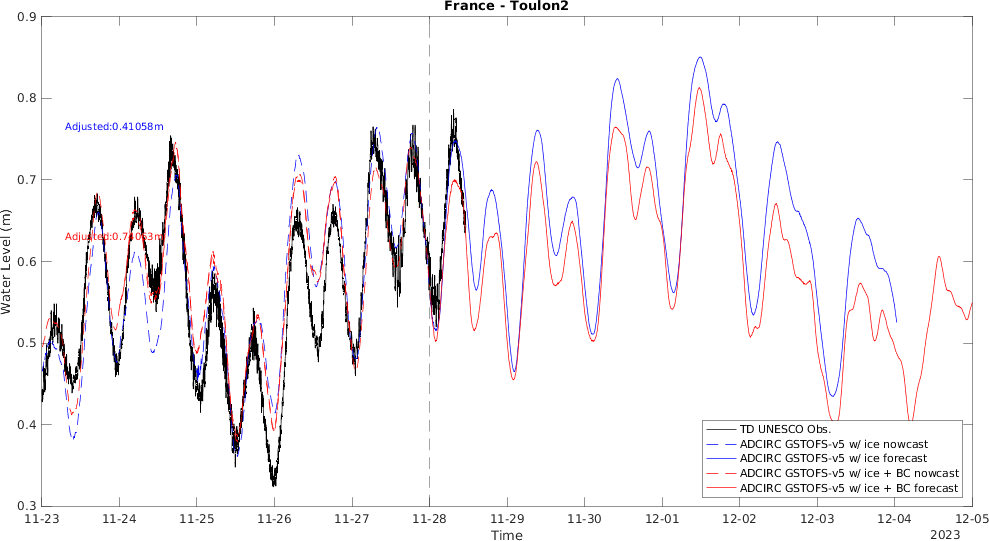 France - Toulon2
Water Level (m)
0.9
0.8
0.7
0.6
0.5
0.4
0.3
Adjusted:0.41058m
TD UNESCO Obs.
ADCIRC GSTOFS-v5 w/ ice nowcast
ADCIRC GSTOFS-v5 w/ ice forecast
ADCIRC GSTOFS-v5 w/ ice + BC nowcast
ADCIRC GSTOFS-v5 w/ ice + BC forecast
11-23 11-24 11-25 11-26 11-27 11-28 11-29 11-30 12-01 12-02 12-03 12-04 12-05
Time
2023